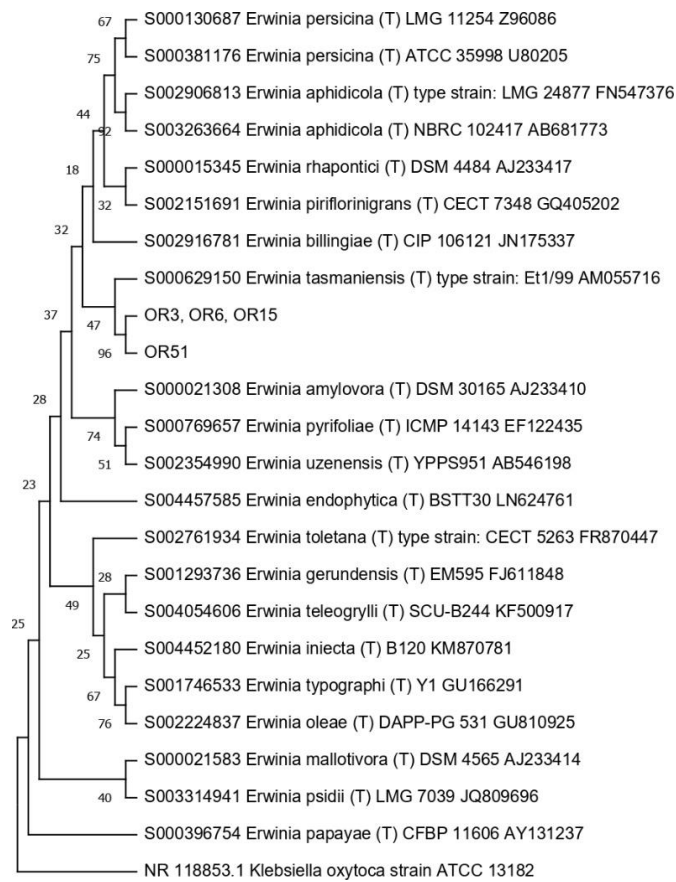 67
S000130687 Erwinia persicina (T) LMG 11254 Z96086
75
S000381176 Erwinia persicina (T) ATCC 35998 U80205
S002906813 Erwinia aphidicola (T) type strain: LMG 24877 FN547376
44
92
S003263664 Erwinia aphidicola (T) NBRC 102417 AB681773
18
S000015345 Erwinia rhapontici (T) DSM 4484 AJ233417
32
S002151691 Erwinia piriflorinigrans (T) CECT 7348 GQ405202
32
S002916781 Erwinia billingiae (T) CIP 106121 JN175337
S000629150 Erwinia tasmaniensis (T) type strain: Et1/99 AM055716
37
47
OR3, OR6, OR15
96
OR51
S000021308 Erwinia amylovora (T) DSM 30165 AJ233410
28
74
S000769657 Erwinia pyrifoliae (T) ICMP 14143 EF122435
51
S002354990 Erwinia uzenensis (T) YPPS951 AB546198
23
S004457585 Erwinia endophytica (T) BSTT30 LN624761
S002761934 Erwinia toletana (T) type strain: CECT 5263 FR870447
28
S001293736 Erwinia gerundensis (T) EM595 FJ611848
49
S004054606 Erwinia teleogrylli (T) SCU-B244 KF500917
25
25
S004452180 Erwinia iniecta (T) B120 KM870781
67
S001746533 Erwinia typographi (T) Y1 GU166291
76
S002224837 Erwinia oleae (T) DAPP-PG 531 GU810925
S000021583 Erwinia mallotivora (T) DSM 4565 AJ233414
40
S003314941 Erwinia psidii (T) LMG 7039 JQ809696
S000396754 Erwinia papayae (T) CFBP 11606 AY131237
NR 118853.1 Klebsiella oxytoca strain ATCC 13182